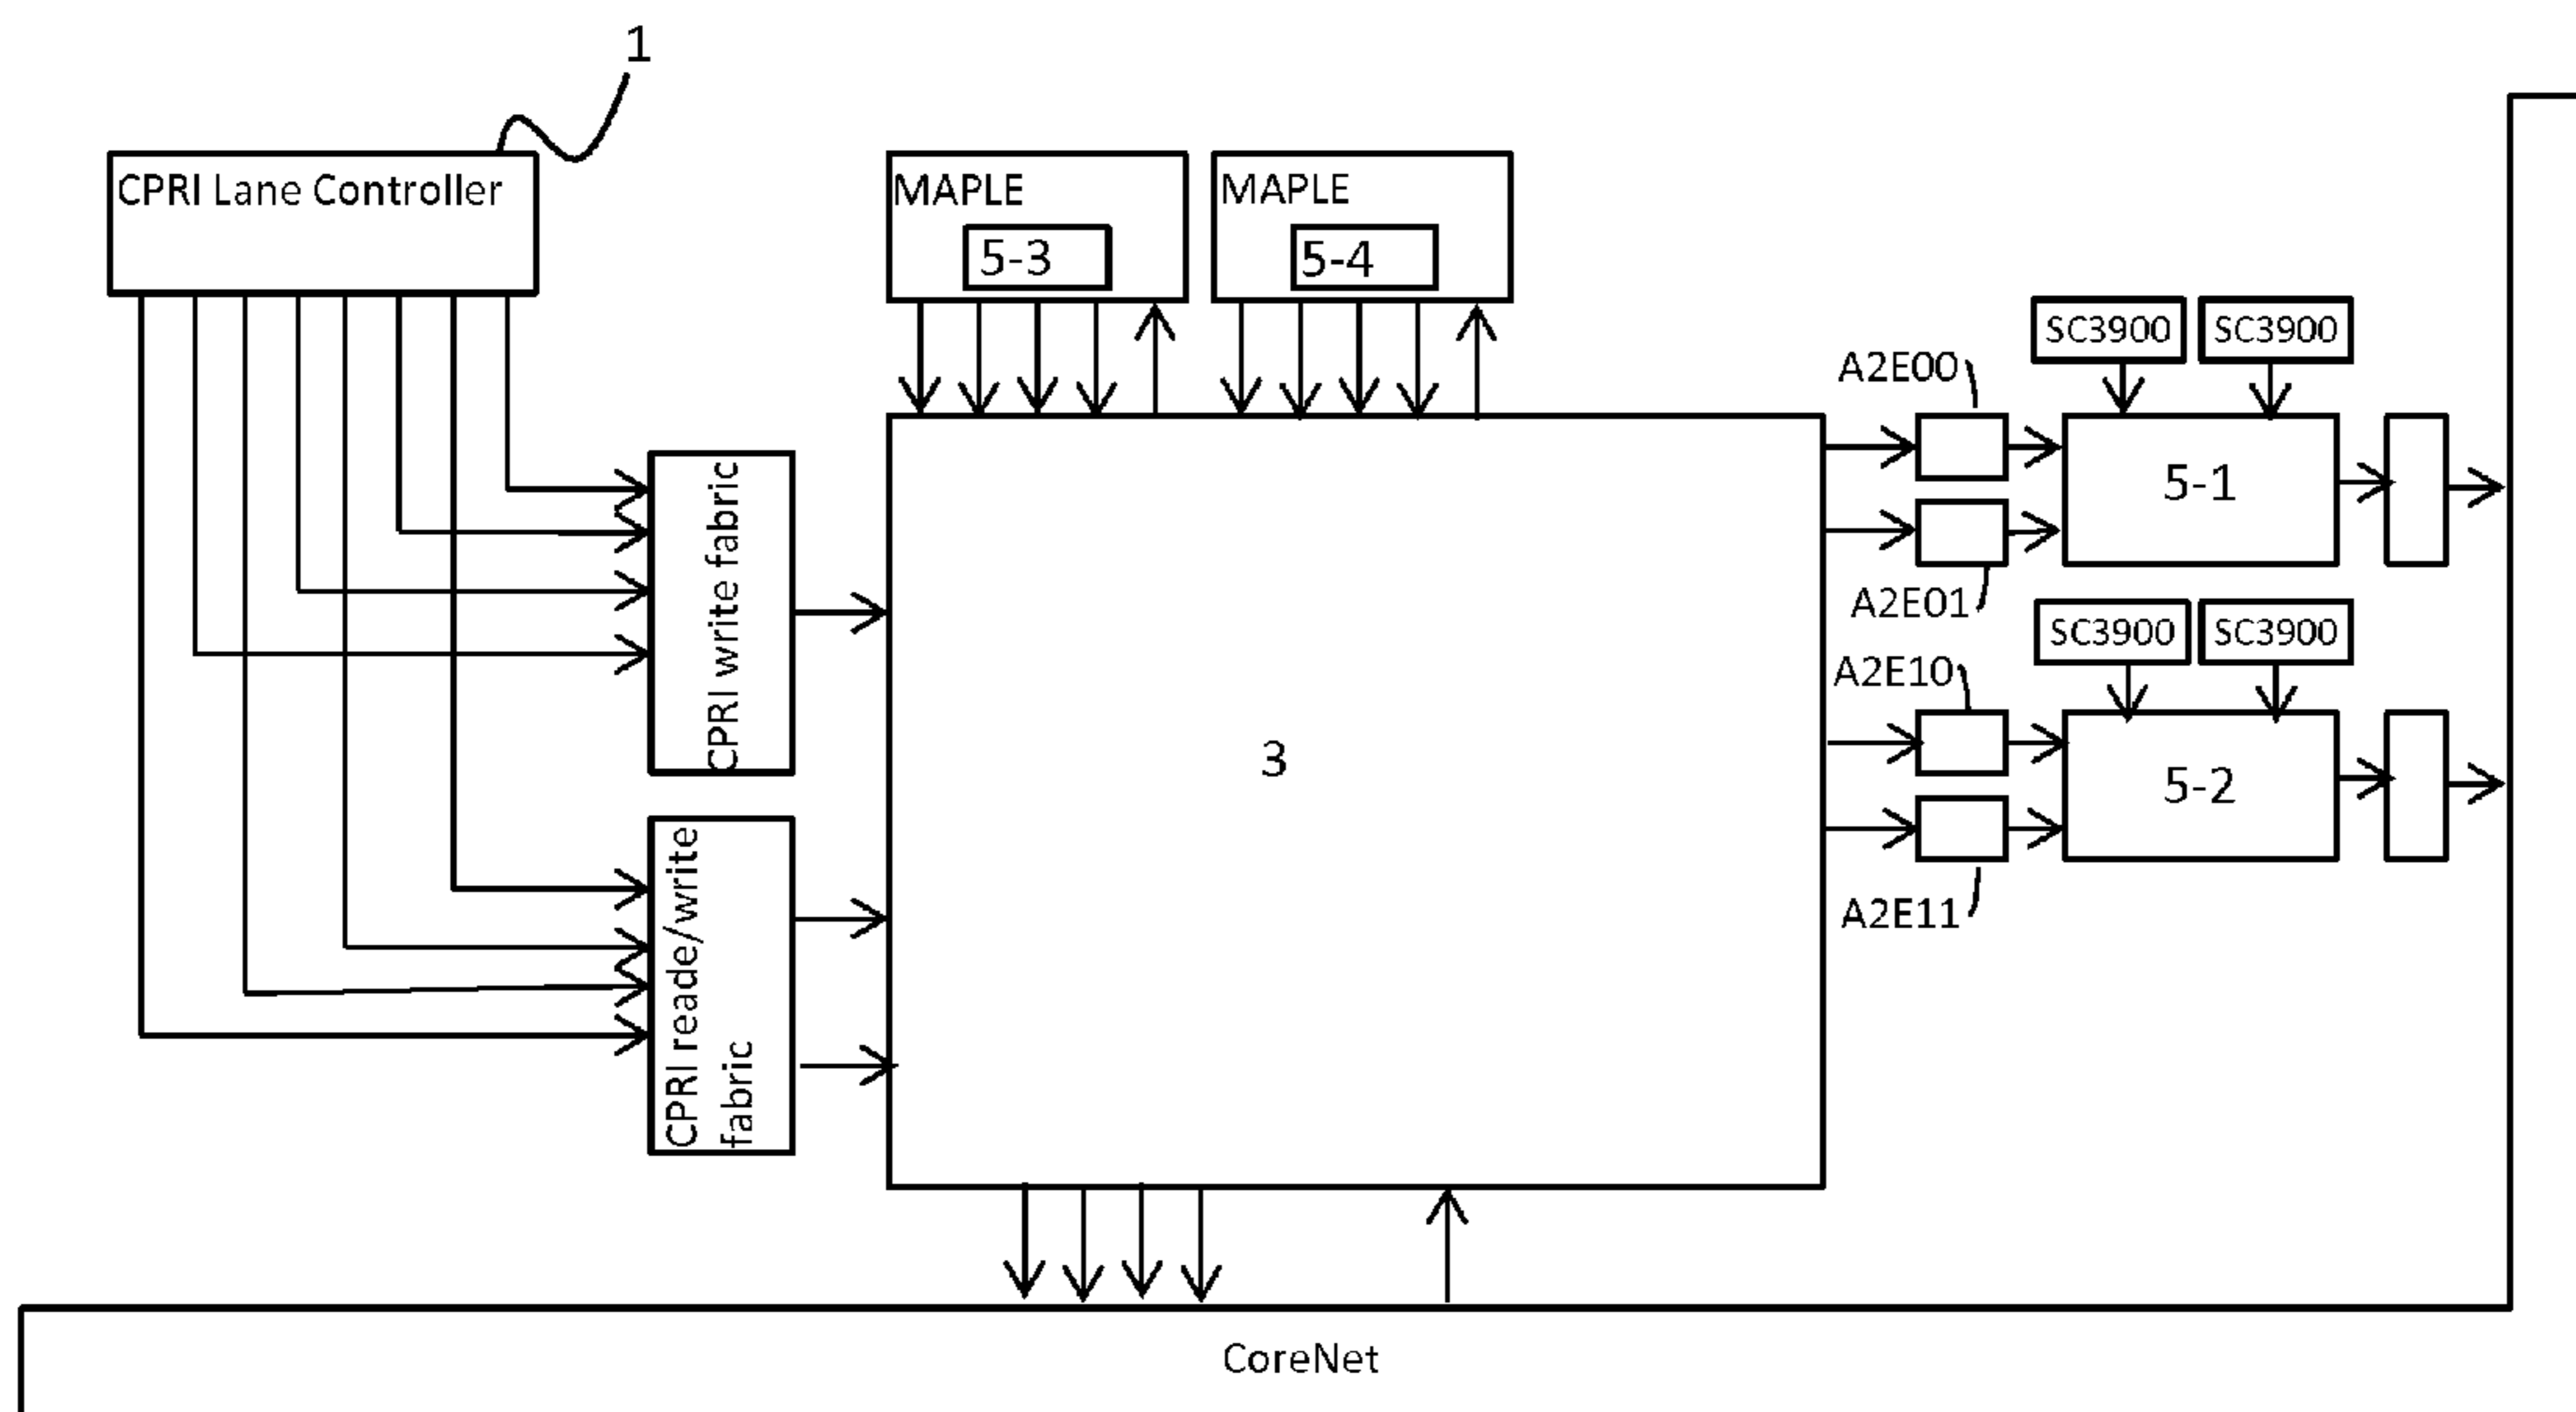 1
CPRI Lane Controller
MAPLE
MAPLE
5-3
5-4
SC3900
SC3900
A2E00
CPRI write fabric
5-1
A2E01
SC3900
SC3900
A2E10
3
5-2
CPRI reade/write
fabric
A2E11
CoreNet